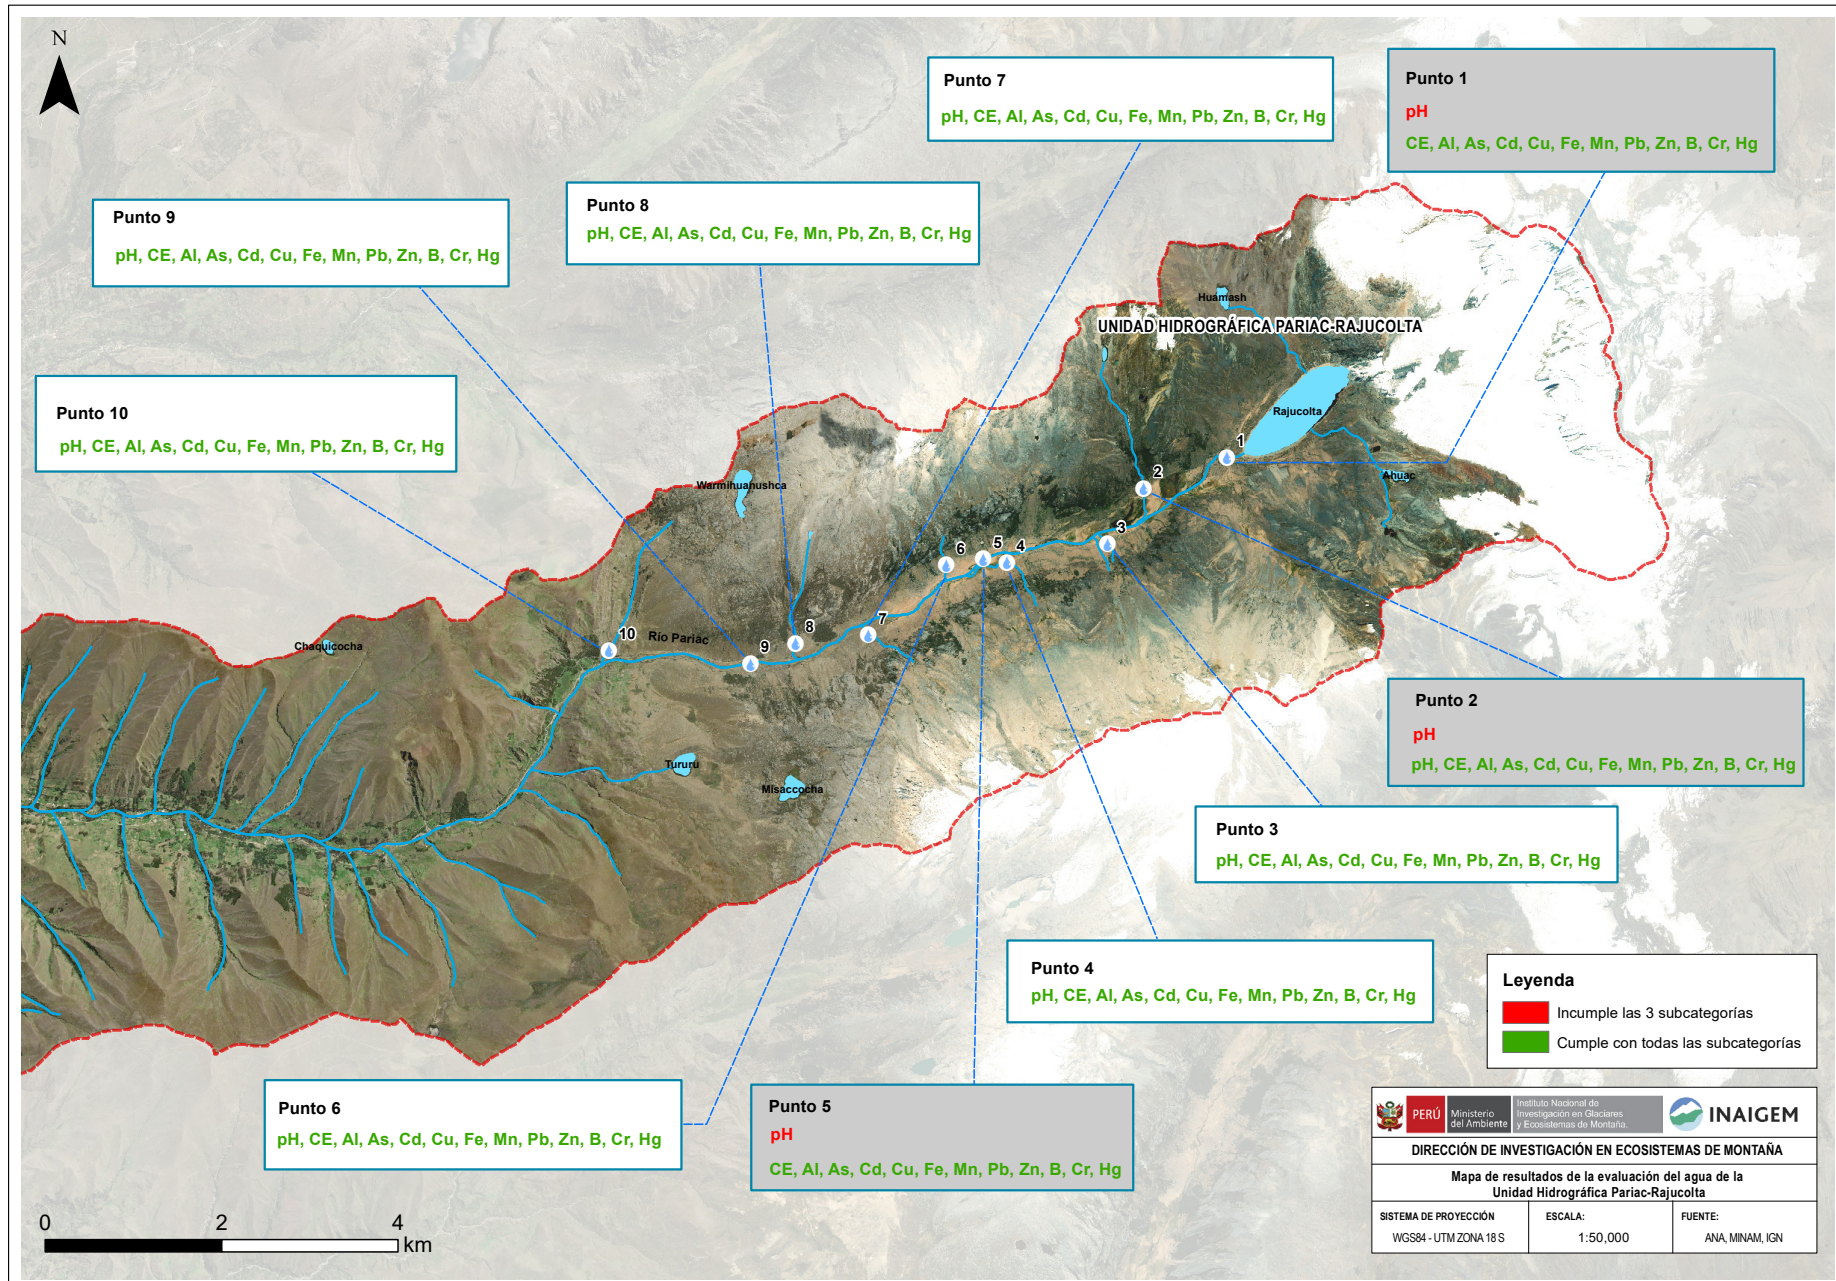 N
Punto 7
pH, CE, Al, As, Cd, Cu, Fe, Mn, Pb, Zn, B, Cr, Hg
Punto 1
pH
CE, Al, As, Cd, Cu, Fe, Mn, Pb, Zn, B, Cr, Hg
Punto 9
pH, CE, Al, As, Cd, Cu, Fe, Mn, Pb, Zn, B, Cr, Hg
Punto 8
pH, CE, Al, As, Cd, Cu, Fe, Mn, Pb, Zn, B, Cr, Hg
Huamash
UNIDAD HIDROGRÁFICA PARIAC-RAJUCOLTA
Punto 10
pH, CE, Al, As, Cd, Cu, Fe, Mn, Pb, Zn, B, Cr, Hg
Rajucolta
1
Ahuac
2
Warmihuanushca
3
4
5
6
7
8
9
10
Río Pariac
Chaquicocha
Tururu
Misaccocha
Punto 2
pH
pH, CE, Al, As, Cd, Cu, Fe, Mn, Pb, Zn, B, Cr, Hg
Punto 3
pH, CE, Al, As, Cd, Cu, Fe, Mn, Pb, Zn, B, Cr, Hg
Punto 4
pH, CE, Al, As, Cd, Cu, Fe, Mn, Pb, Zn, B, Cr, Hg
Punto 6
pH, CE, Al, As, Cd, Cu, Fe, Mn, Pb, Zn, B, Cr, Hg
Punto 5
pH
CE, Al, As, Cd, Cu, Fe, Mn, Pb, Zn, B, Cr, Hg
Leyenda
Incumple las 3 subcategorías
Cumple con todas las subcategorías
PERÚ
Ministerio
del Ambiente
Instituto Nacional de
Investigación en Glaciares
y Ecosistemas de Montaña.
INAIGEM
DIRECCIÓN DE INVESTIGACIÓN EN ECOSISTEMAS DE MONTAÑA
Mapa de resultados de la evaluación del agua de la
Unidad Hidrográfica Pariac-Rajucolta
SISTEMA DE PROYECCIÓN
WGS84 - UTM ZONA 18 S
ESCALA:
1:50,000
FUENTE:
ANA, MINAM, IGN
0 2 4
km